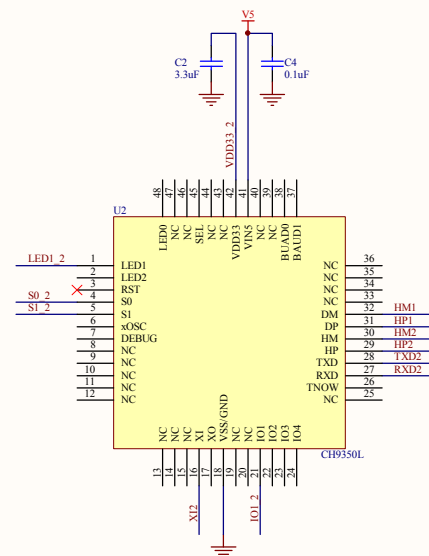 V5
C2
3.3uF
C4
0.1uF
VDD33_2
48 47 46 45 44 43 42 41 40 39 38 37
U2
LED0 NC NC SEL NC NC VDD33 VIN5 NC NC BUAD0 BAUD1
LED1_2 1 LED1
2 LED2
3 RST
S0_2 4 S0
S1_2 5 S1
6 xOSC
7 DEBUG
8 NC
9 NC
10 NC
11 NC
12 NC
NC 36
NC 35
NC 34
NC 33
DM 32 HM1
DP 31 HP1
HM 30 HM2
HP 29 HP2
TXD 28 TXD2
RXD 27 RXD2
TNOW 26
NC 25
NC NC NC XI XO VSS/GND NC NC IO1 IO2 IO3 IO4
CH9350L
13 14 15 16 17 18 19 20 21 22 23 24
XI2
IO1_2